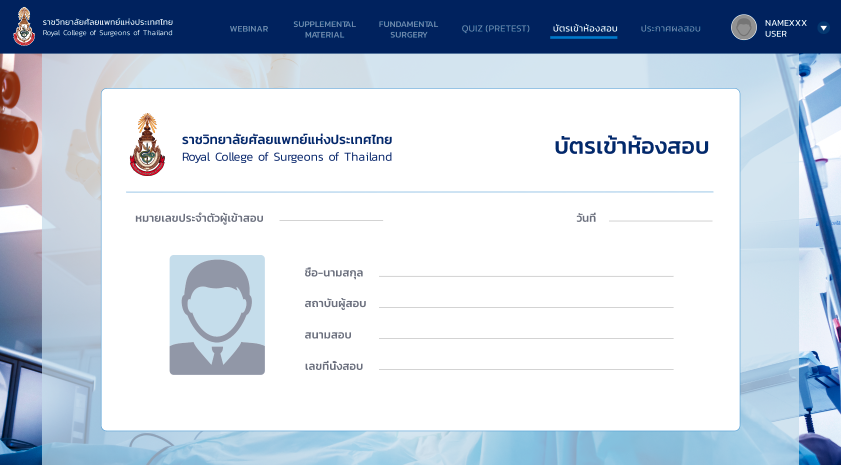 ราชวิทยาลัยศัลยแพทย์แห่งประเทศไทย
Royal College of Surgeons of Thailand
WEBINAR
SUPPLEMENTAL
MATERIAL
FUNDAMENTAL
SURGERY
QUIZ (PRETEST)
บัตรเข้าห้องสอบ
ประกาศผลสอบ
NAMEXXX
USER
ราชวิทยาลัยศัลยแพทย์แห่งประเทศไทย
Royal College of Surgeons of Thailand
บัตรเข้าห้องสอบ
หมายเลขประจำตัวผู้เข้าสอบ
วันที่
ชื่อ-นามสกุล
สถาบันผู้สอบ
สนามสอบ
เลขที่นั่งสอบ